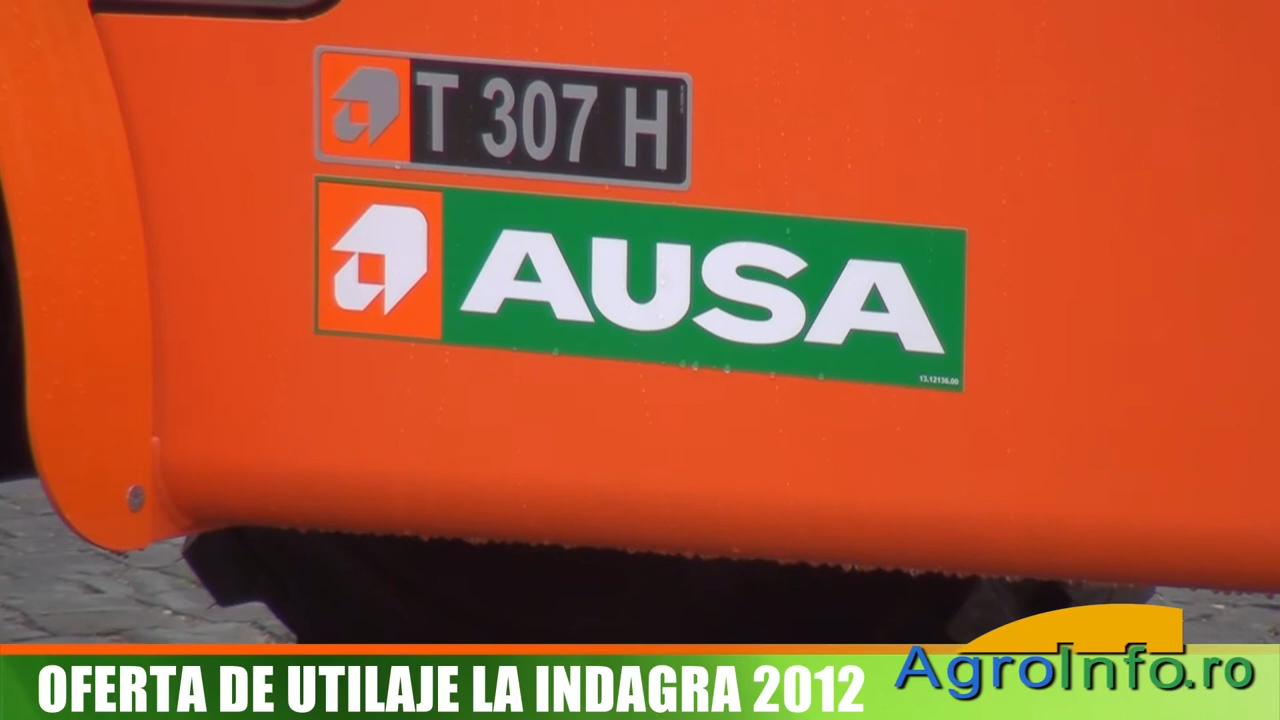 T 307 H
AUSA
13.12136.00
OFERTA DE UTILAJE LA INDAGRA 2012
AgroInfo.ro